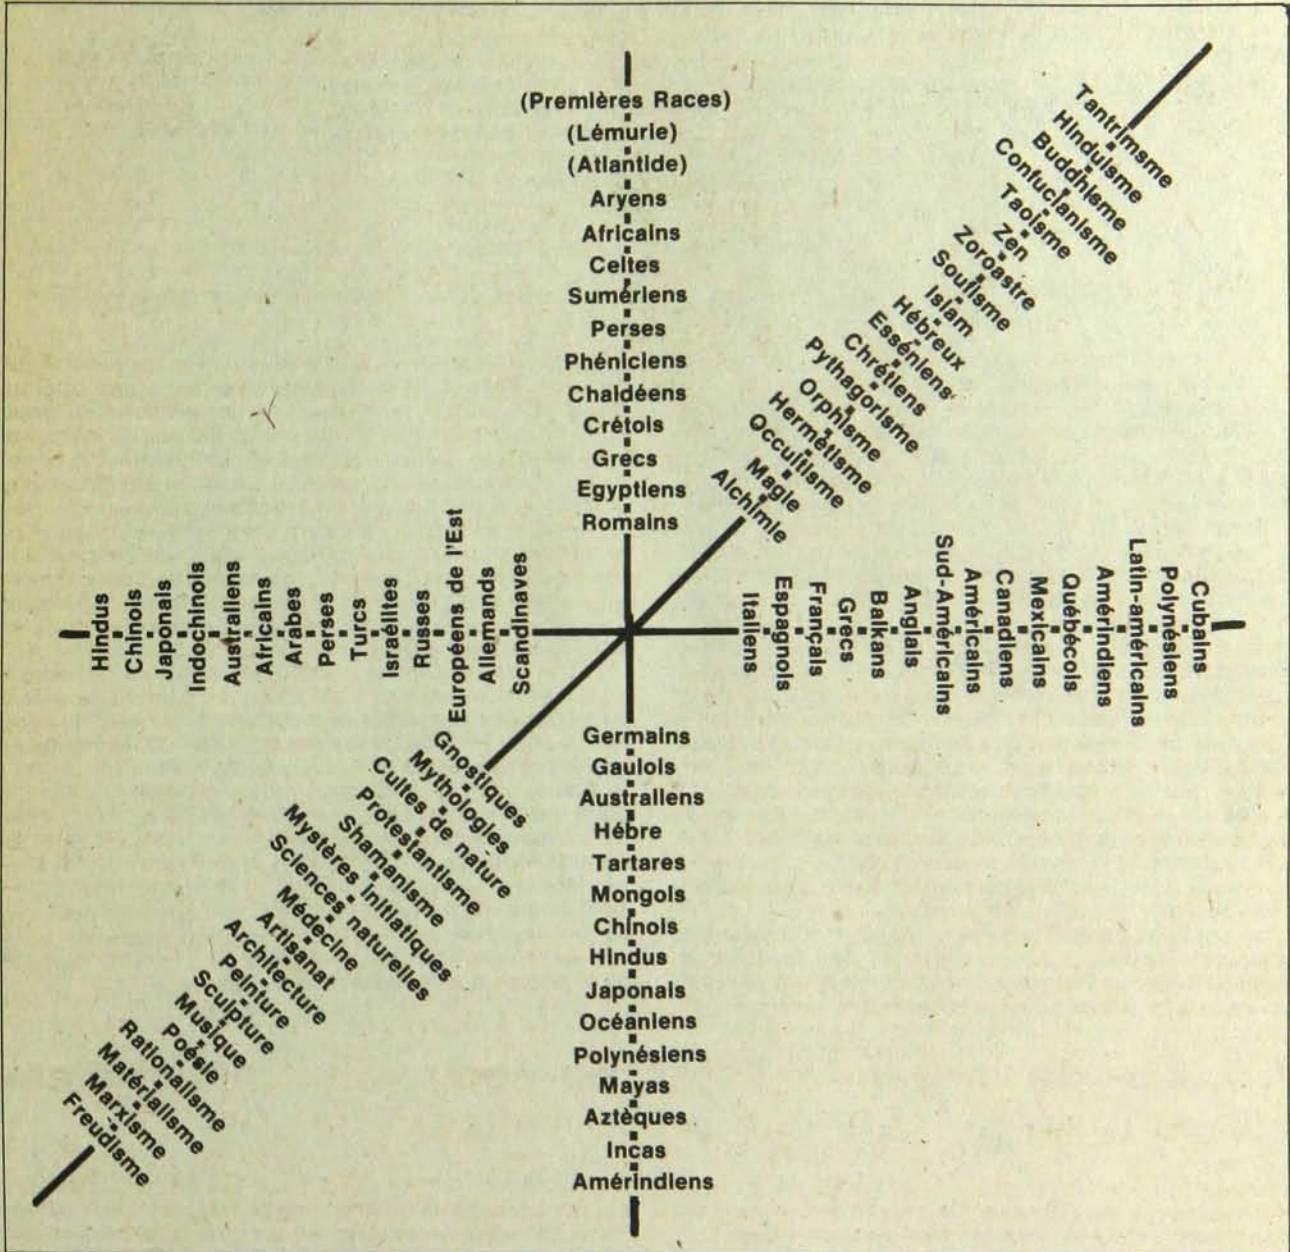 (Premières Races)
(Lémurie)
(Atlantide)
Aryens
Africains
Celtes
Sumériens
Perses
Phéniciens
Chaldéens
Crétois
Grecs
Egyptiens
Romains
Tantrimsme
Hinduisme
Buddhisme
Confucianisme
Taoisme
Zen
Zoroastre
Soufisme
Islam
Hébreux
Esséniens
Chrétiens
Pythagorisme
Orphisme
Hermétisme
Occultisme
Magie
Alchimie
Hindus
Chinois
Japonais
Indochinois
Australiens
Africains
Arabes
Perses
Turcs
Israélites
Russes
Européens de l'Est
Allemands
Scandinaves
Italiens
Espagnols
Français
Grecs
Balkans
Anglais
Sud-Américains
Américains
Canadiens
Mexicains
Québécois
Amérindiens
Latin-américains
Polynésiens
Cubains
Gnostiques
Mythologies
Cultes de nature
Protestantisme
Shamanisme
Mystères initiatiques
Sciences naturelles
Médecine
Artisanat
Architecture
Peinture
Sculpture
Musique
Poésie
Rationalisme
Matérialisme
Marxisme
Freudisme
Germains
Gaulois
Australiens
Hébre
Tartares
Mongols
Chinois
Hindus
Japonais
Océaniens
Polynésiens
Mayas
Aztèques
Incas
Amérindiens